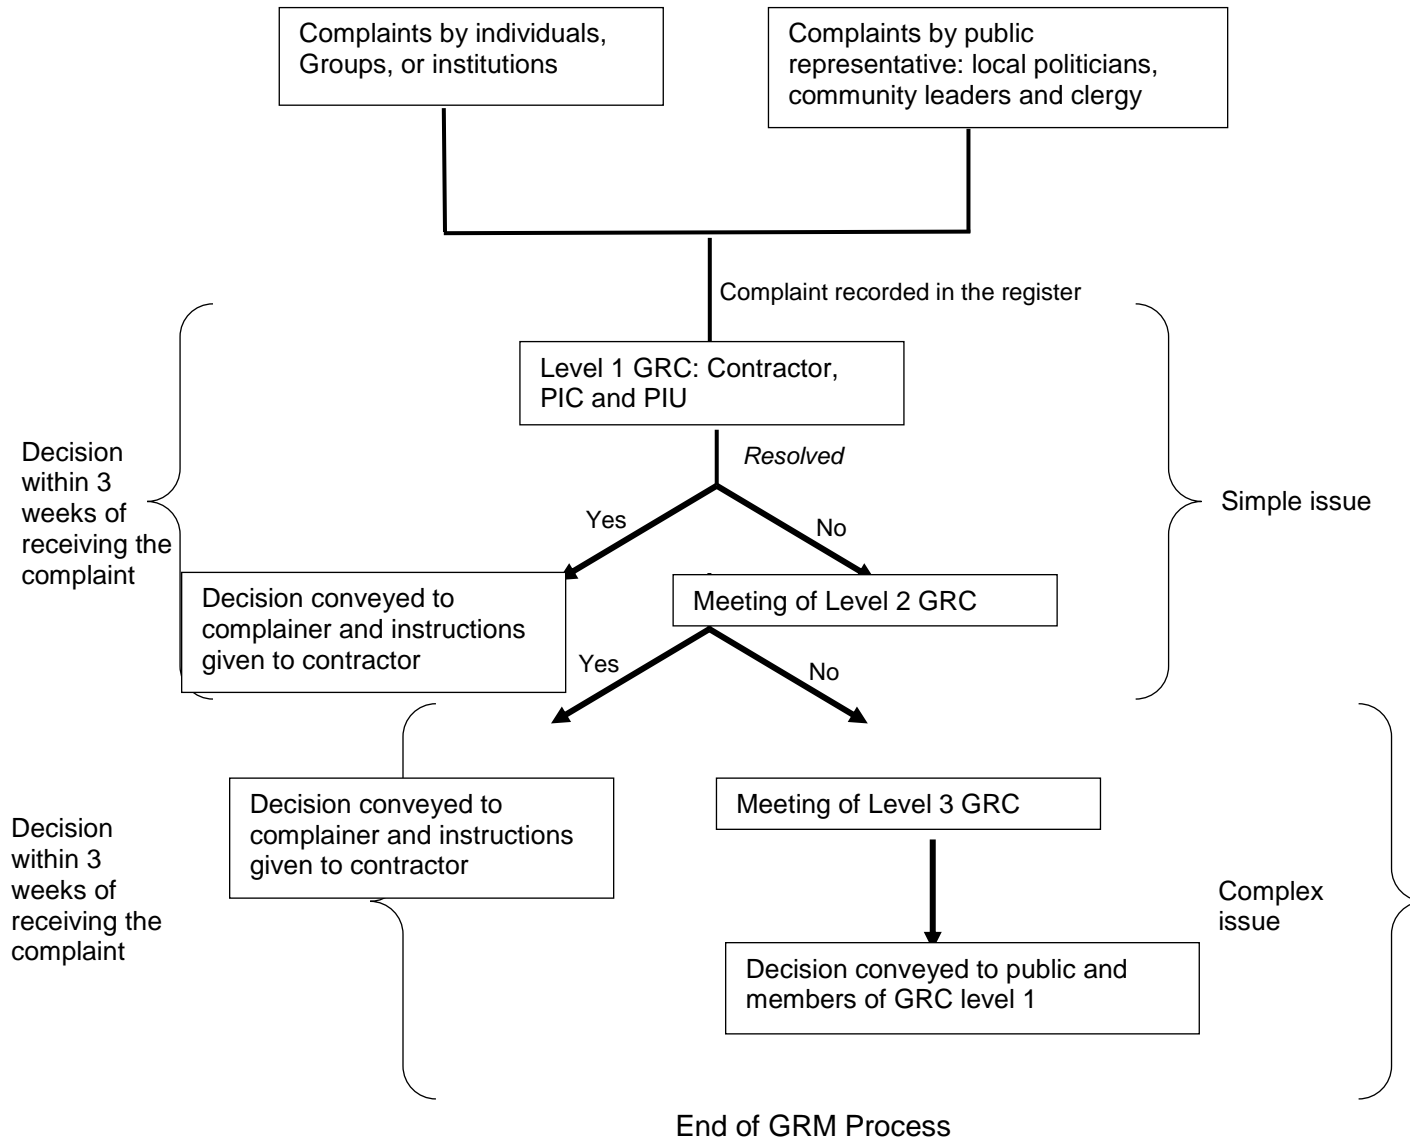 Complaints by individuals,
Groups, or institutions
Complaints by public
representative: local politicians,
community leaders and clergy
Complaint recorded in the register
Level 1 GRC: Contractor,
PIC and PIU
Resolved
Decision
within 3
weeks of
receiving the
complaint
Simple issue
Yes
No
Decision conveyed to
complainer and instructions
given to contractor
Meeting of Level 2 GRC
Yes
No
Decision
within 3
weeks of
receiving the
complaint
Decision conveyed to
complainer and instructions
given to contractor
Meeting of Level 3 GRC
Complex
issue
Decision conveyed to public and
members of GRC level 1
End of GRM Process